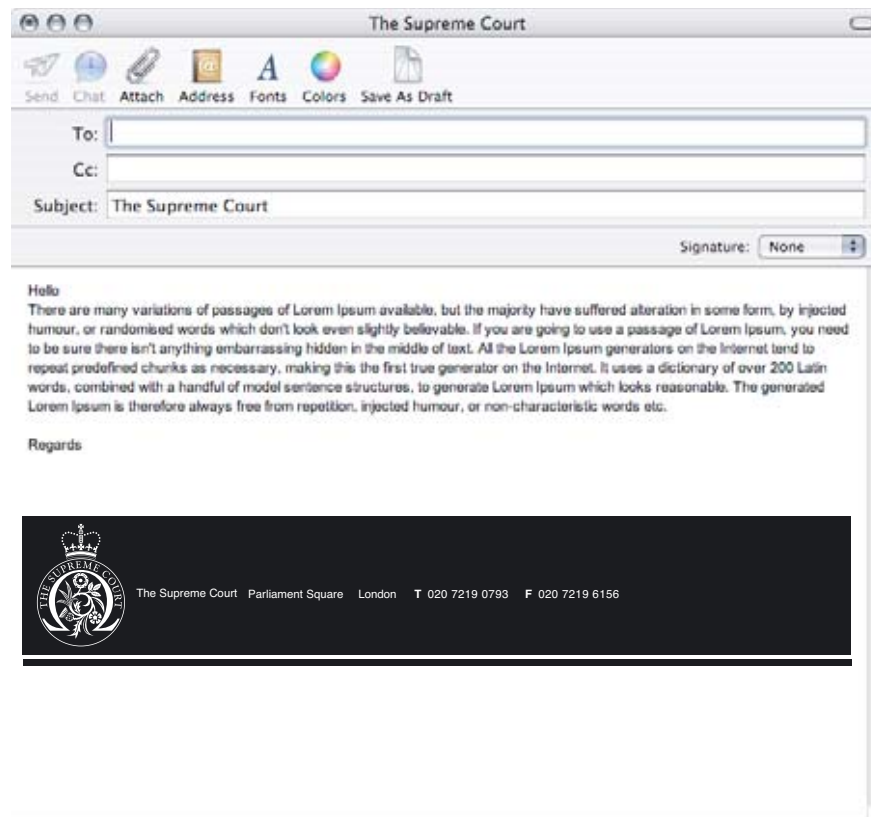 The Supreme Court
Send Chat Attach Address Fonts Colors Save As Draft
To:
Cc:
Subject: The Supreme Court
Signature: None
Hello
There are many variations of passages of Lorem Ipsum available, but the majority have suffered alteration in some form, by injected
humour, or randomised words which don't look even slightly believable. If you are going to use a passage of Lorem Ipsum, you need
to be sure there isn't anything embarrassing hidden in the middle of text. All the Lorem Ipsum generators on the Internet tend to
repeat predefined chunks as necessary, making this the first true generator on the Internet. It uses a dictionary of over 200 Latin
words, combined with a handful of model sentence structures, to generate Lorem Ipsum which looks reasonable. The generated
Lorem Ipsum is therefore always free from repetition, injected humour, or non-characteristic words etc.
Regards
THE SUPREME COURT
The Supreme Court Parliament Square London T 020 7219 0793 F 020 7219 6156